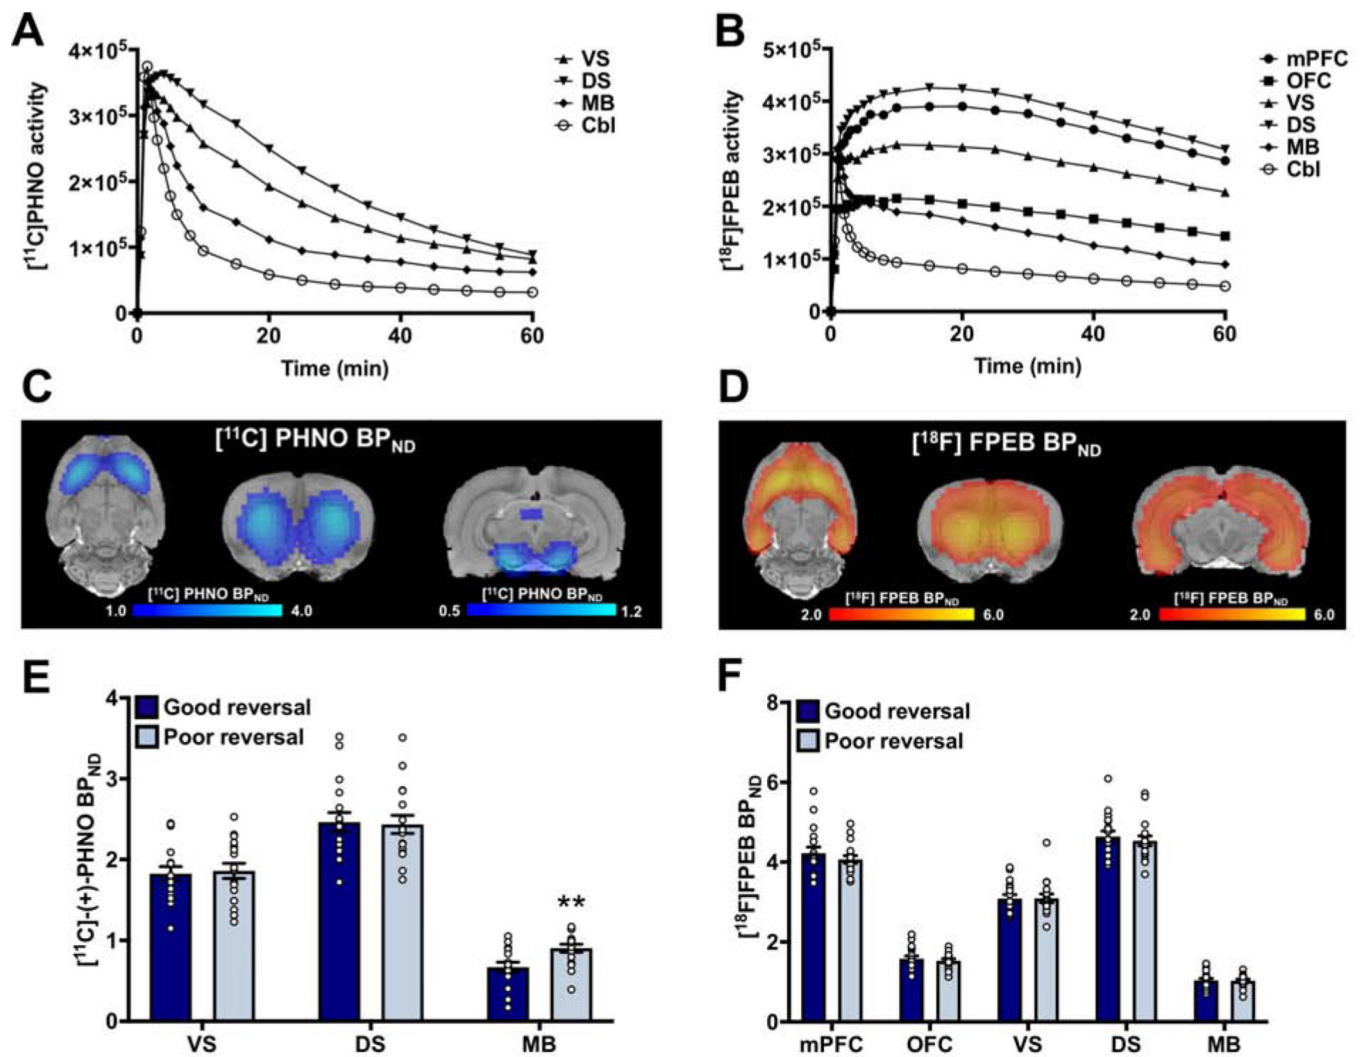 A
[¹¹C]PHNO activity
4×10⁵
3×10⁵
2×10⁵
1×10⁵
0
0 20 40 60
Time (min)
VS
DS
MB
Cbl
B
[¹⁸F]FPEB activity
5×10⁵
4×10⁵
3×10⁵
2×10⁵
1×10⁵
0
0 20 40 60
Time (min)
mPFC
OFC
VS
DS
MB
Cbl
C
[¹¹C] PHNO BP_ND
[¹¹C] PHNO BP_ND
1.0 4.0
[¹¹C] PHNO BP_ND
0.5 1.2
D
[¹⁸F] FPEB BP_ND
[¹⁸F] FPEB BP_ND
2.0 6.0
[¹⁸F] FPEB BP_ND
2.0 6.0
E
[¹¹C]-(+)-PHNO BP_ND
4
3
2
1
0
Good reversal
Poor reversal
**
VS DS MB
F
[¹⁸F]FPEB BP_ND
8
6
4
2
0
Good reversal
Poor reversal
mPFC OFC VS DS MB